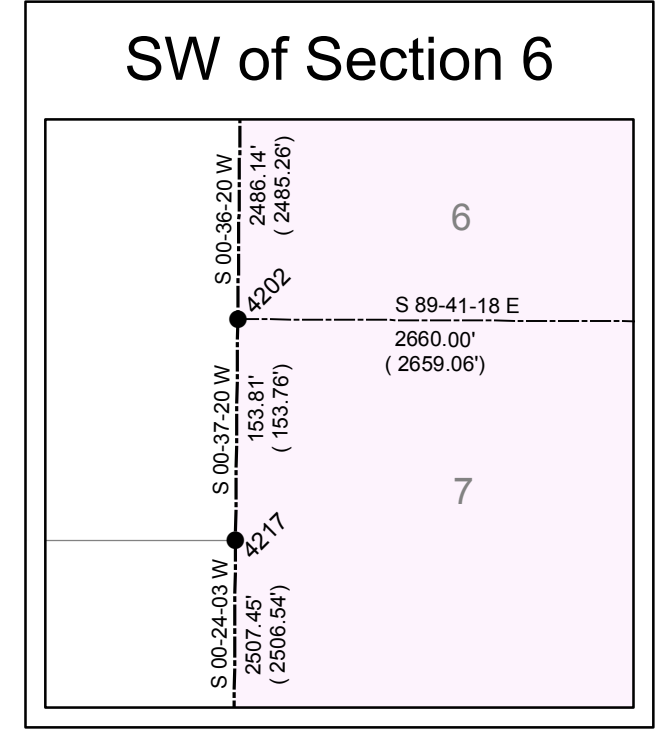 SW of Section 6
S 00-36-20 W
2486.14'
( 2485.26')
6
4202
S 89-41-18 E
2660.00'
( 2659.06')
S 00-37-20 W
153.81'
( 153.76')
7
4217
S 00-24-03 W
2507.45'
( 2506.54')